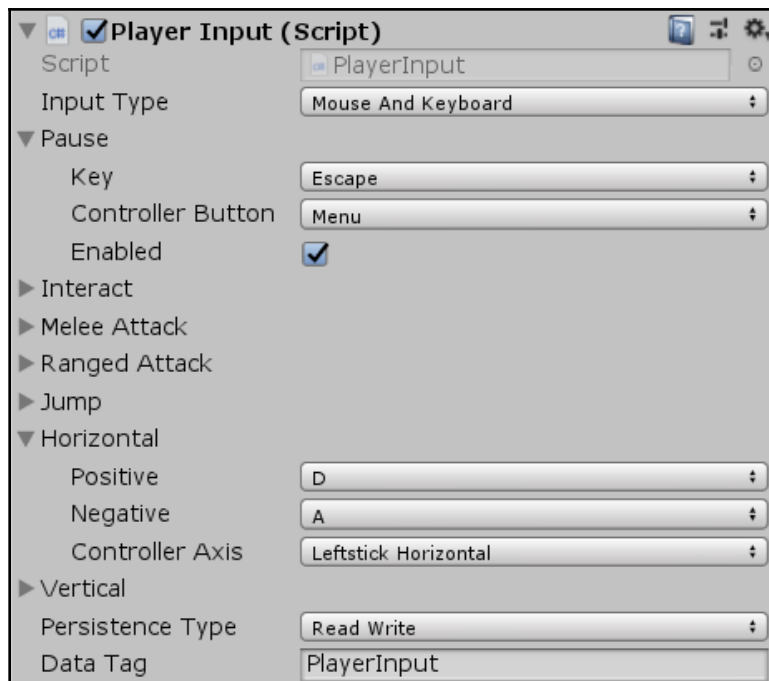 Player Input (Script)
Script PlayerInput
Input Type Mouse And Keyboard
Pause
Key Escape
Controller Button Menu
Enabled
Interact
Melee Attack
Ranged Attack
Jump
Horizontal
Positive D
Negative A
Controller Axis Leftstick Horizontal
Vertical
Persistence Type Read Write
Data Tag PlayerInput